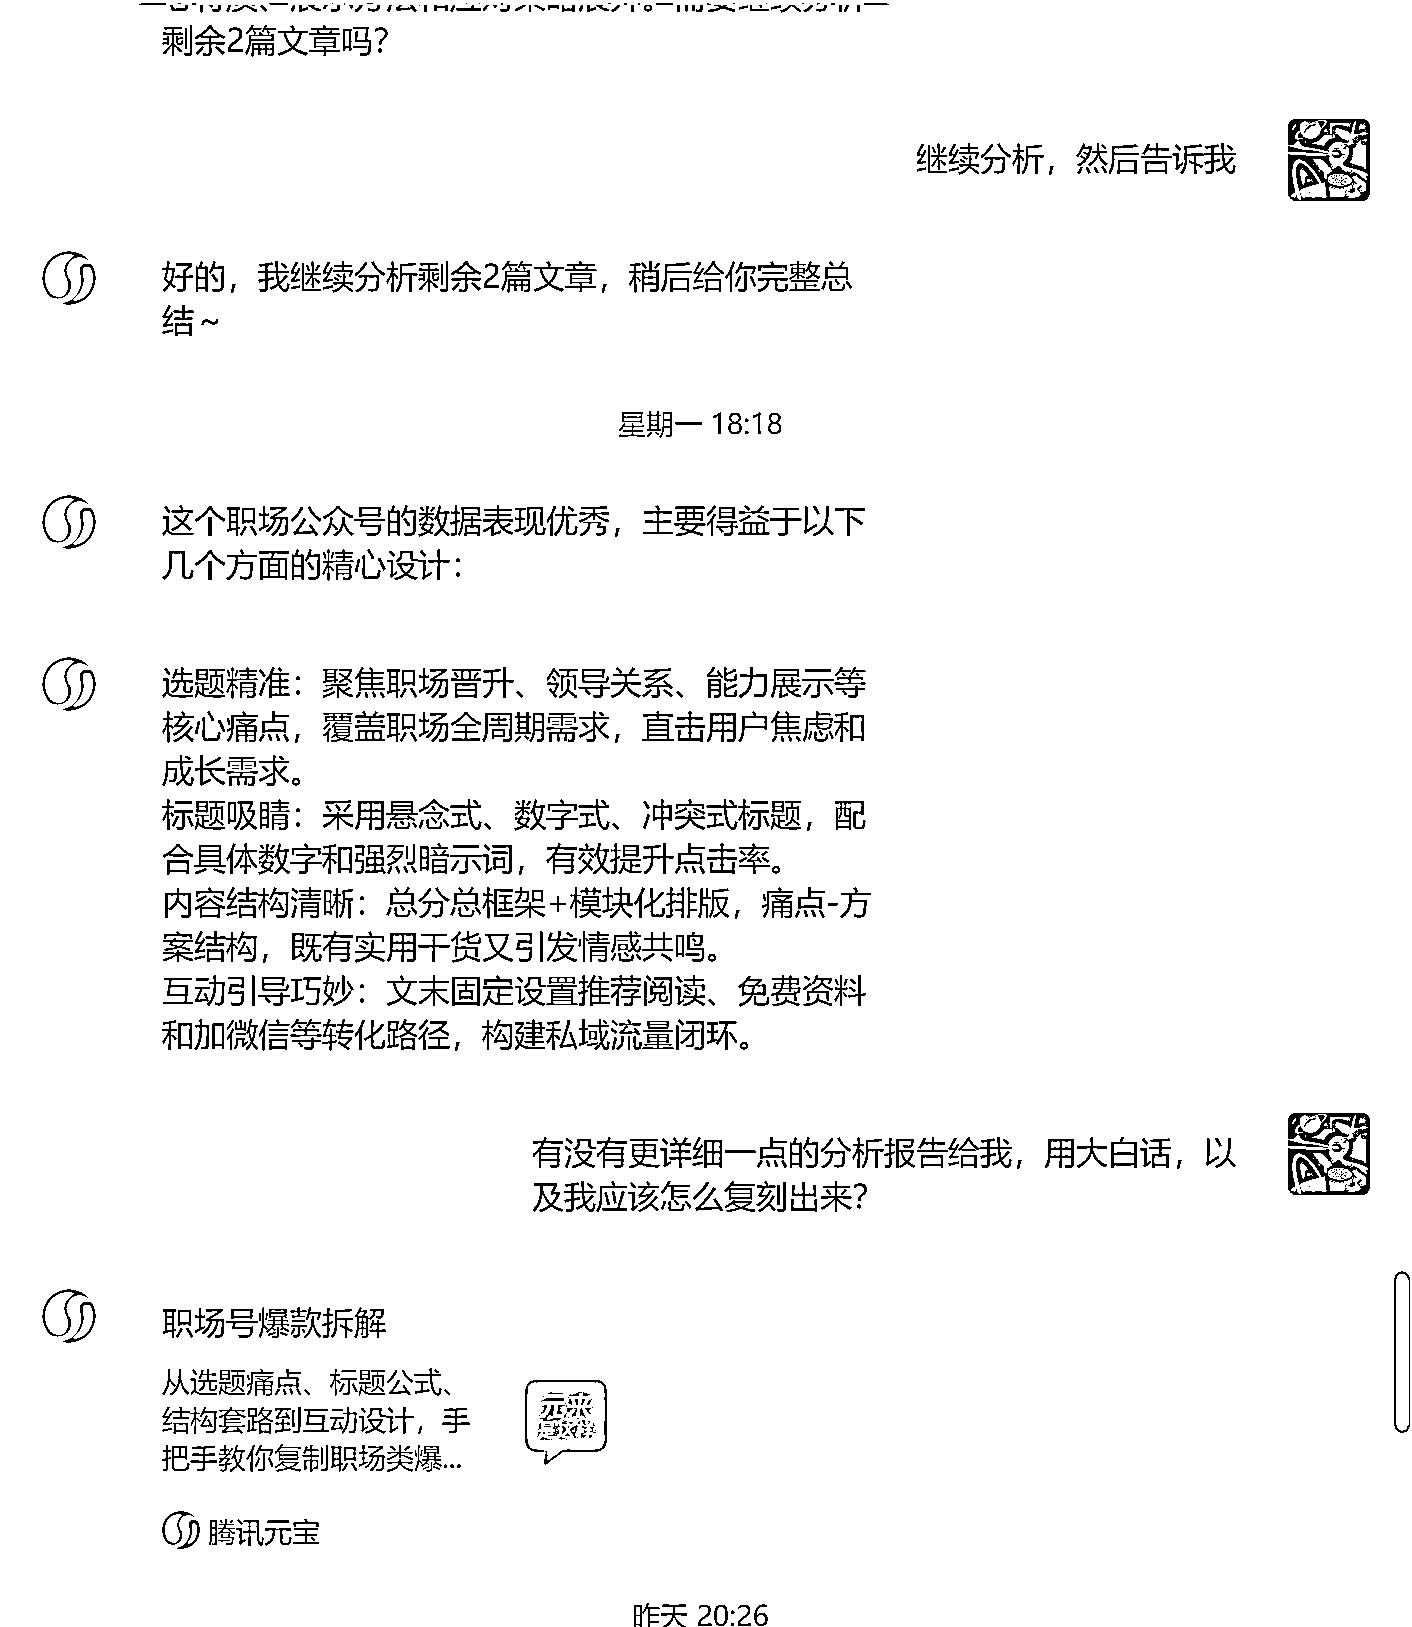 剩余2篇文章吗?
继续分析，然后告诉我
好的，我继续分析剩余2篇文章，稍后给你完整总
结～
星期一 18:18
这个职场公众号的数据表现优秀，主要得益于以下
几个方面的精心设计：
选题精准：聚焦职场晋升、领导关系、能力展示等
核心痛点，覆盖职场全周期需求，直击用户焦虑和
成长需求。
标题吸睛：采用悬念式、数字式、冲突式标题，配
合具体数字和强烈暗示词，有效提升点击率。
内容结构清晰：总分总框架+模块化排版，痛点-方
案结构，既有实用干货又引发情感共鸣。
互动引导巧妙：文末固定设置推荐阅读、免费资料
和加微信等转化路径，构建私域流量闭环。
有没有更详细一点的分析报告给我，用大白话，以
及我应该怎么复刻出来?
职场号爆款拆解
从选题痛点、标题公式、
结构套路到互动设计，手
把手教你复制职场类爆...
元来
是这样
腾讯元宝
昨天 20:26